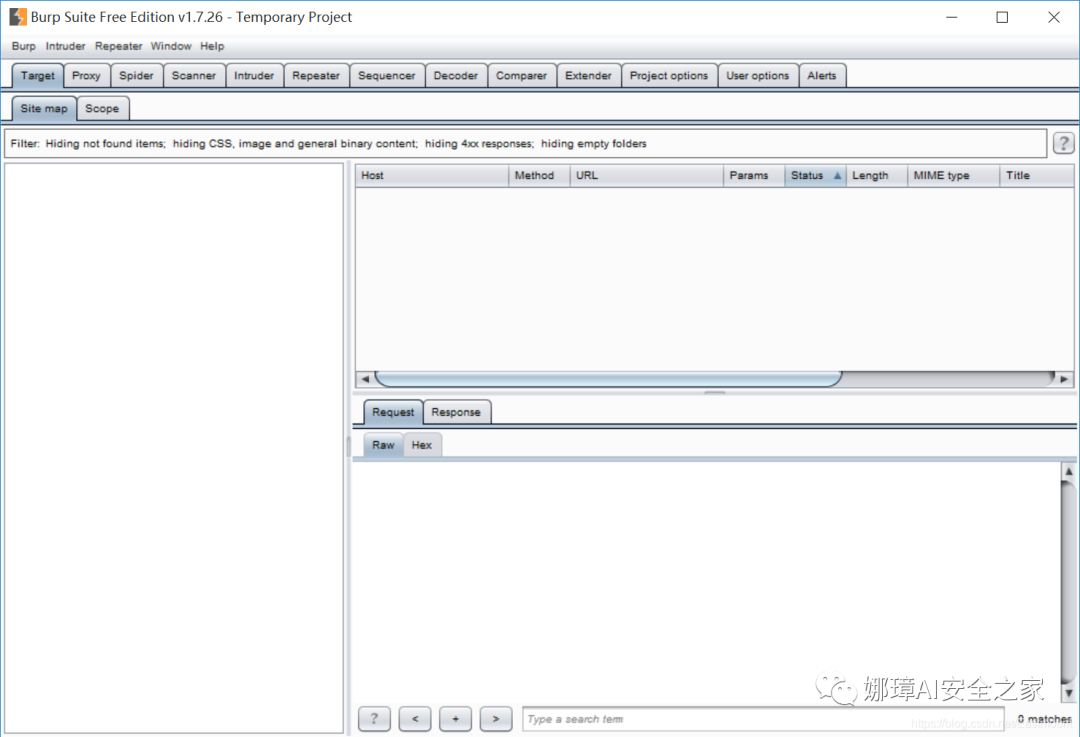 Burp Suite Free Edition v1.7.26 - Temporary Project
Burp Intruder Repeater Window Help
Target Proxy Spider Scanner Intruder Repeater Sequencer Decoder Comparer Extender Project options User options Alerts
Site map Scope
Filter: Hiding not found items; hiding CSS, image and general binary content; hiding 4xx responses; hiding empty folders
?
Host Method URL Params Status Length MIME type Title
Request Response
Raw Hex
娜璋AI安全之家
? < + > Type a search term 0 matches